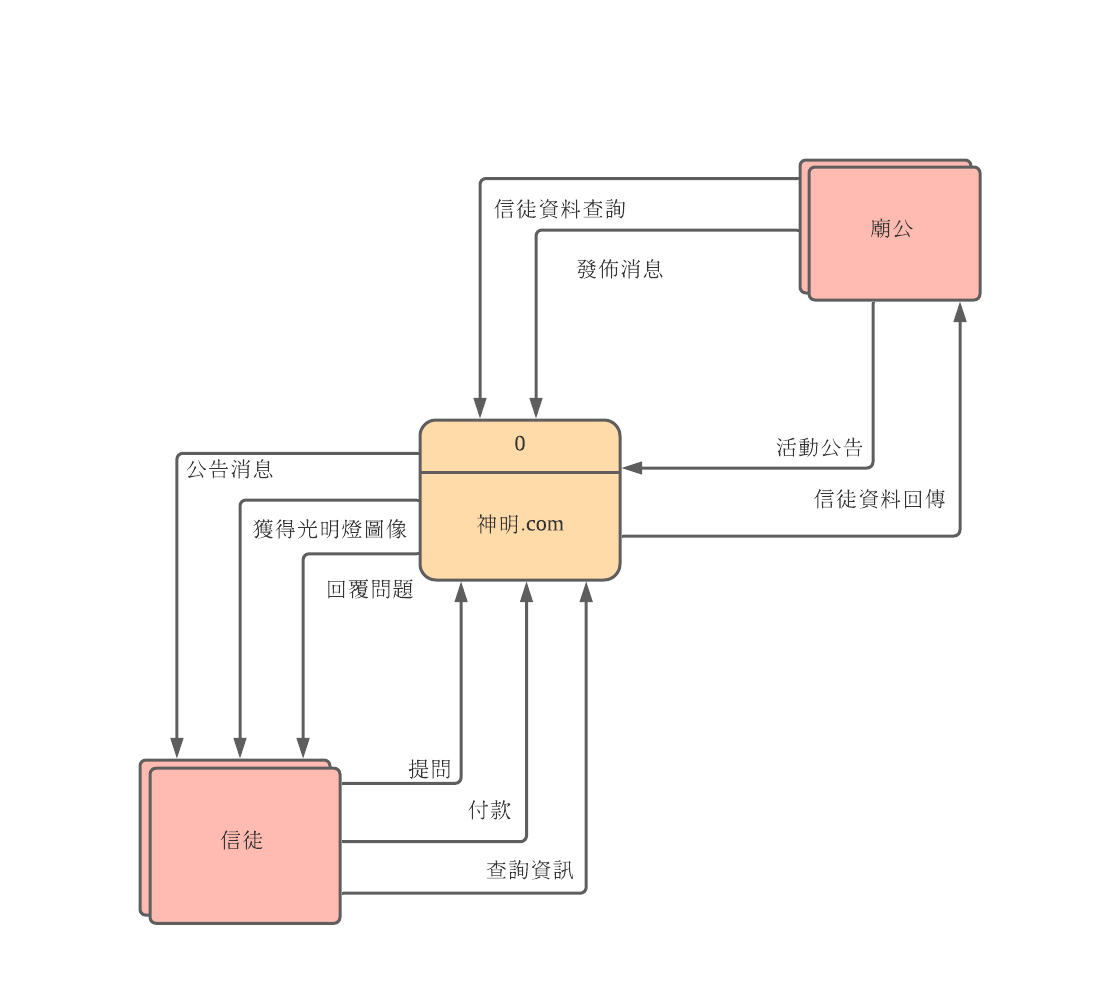 信徒資料查詢
廟公
發佈消息
0
活動公告
公告消息
信徒資料回傳
獲得光明燈圖像
神明.com
回覆問題
提問
付款
信徒
查詢資訊